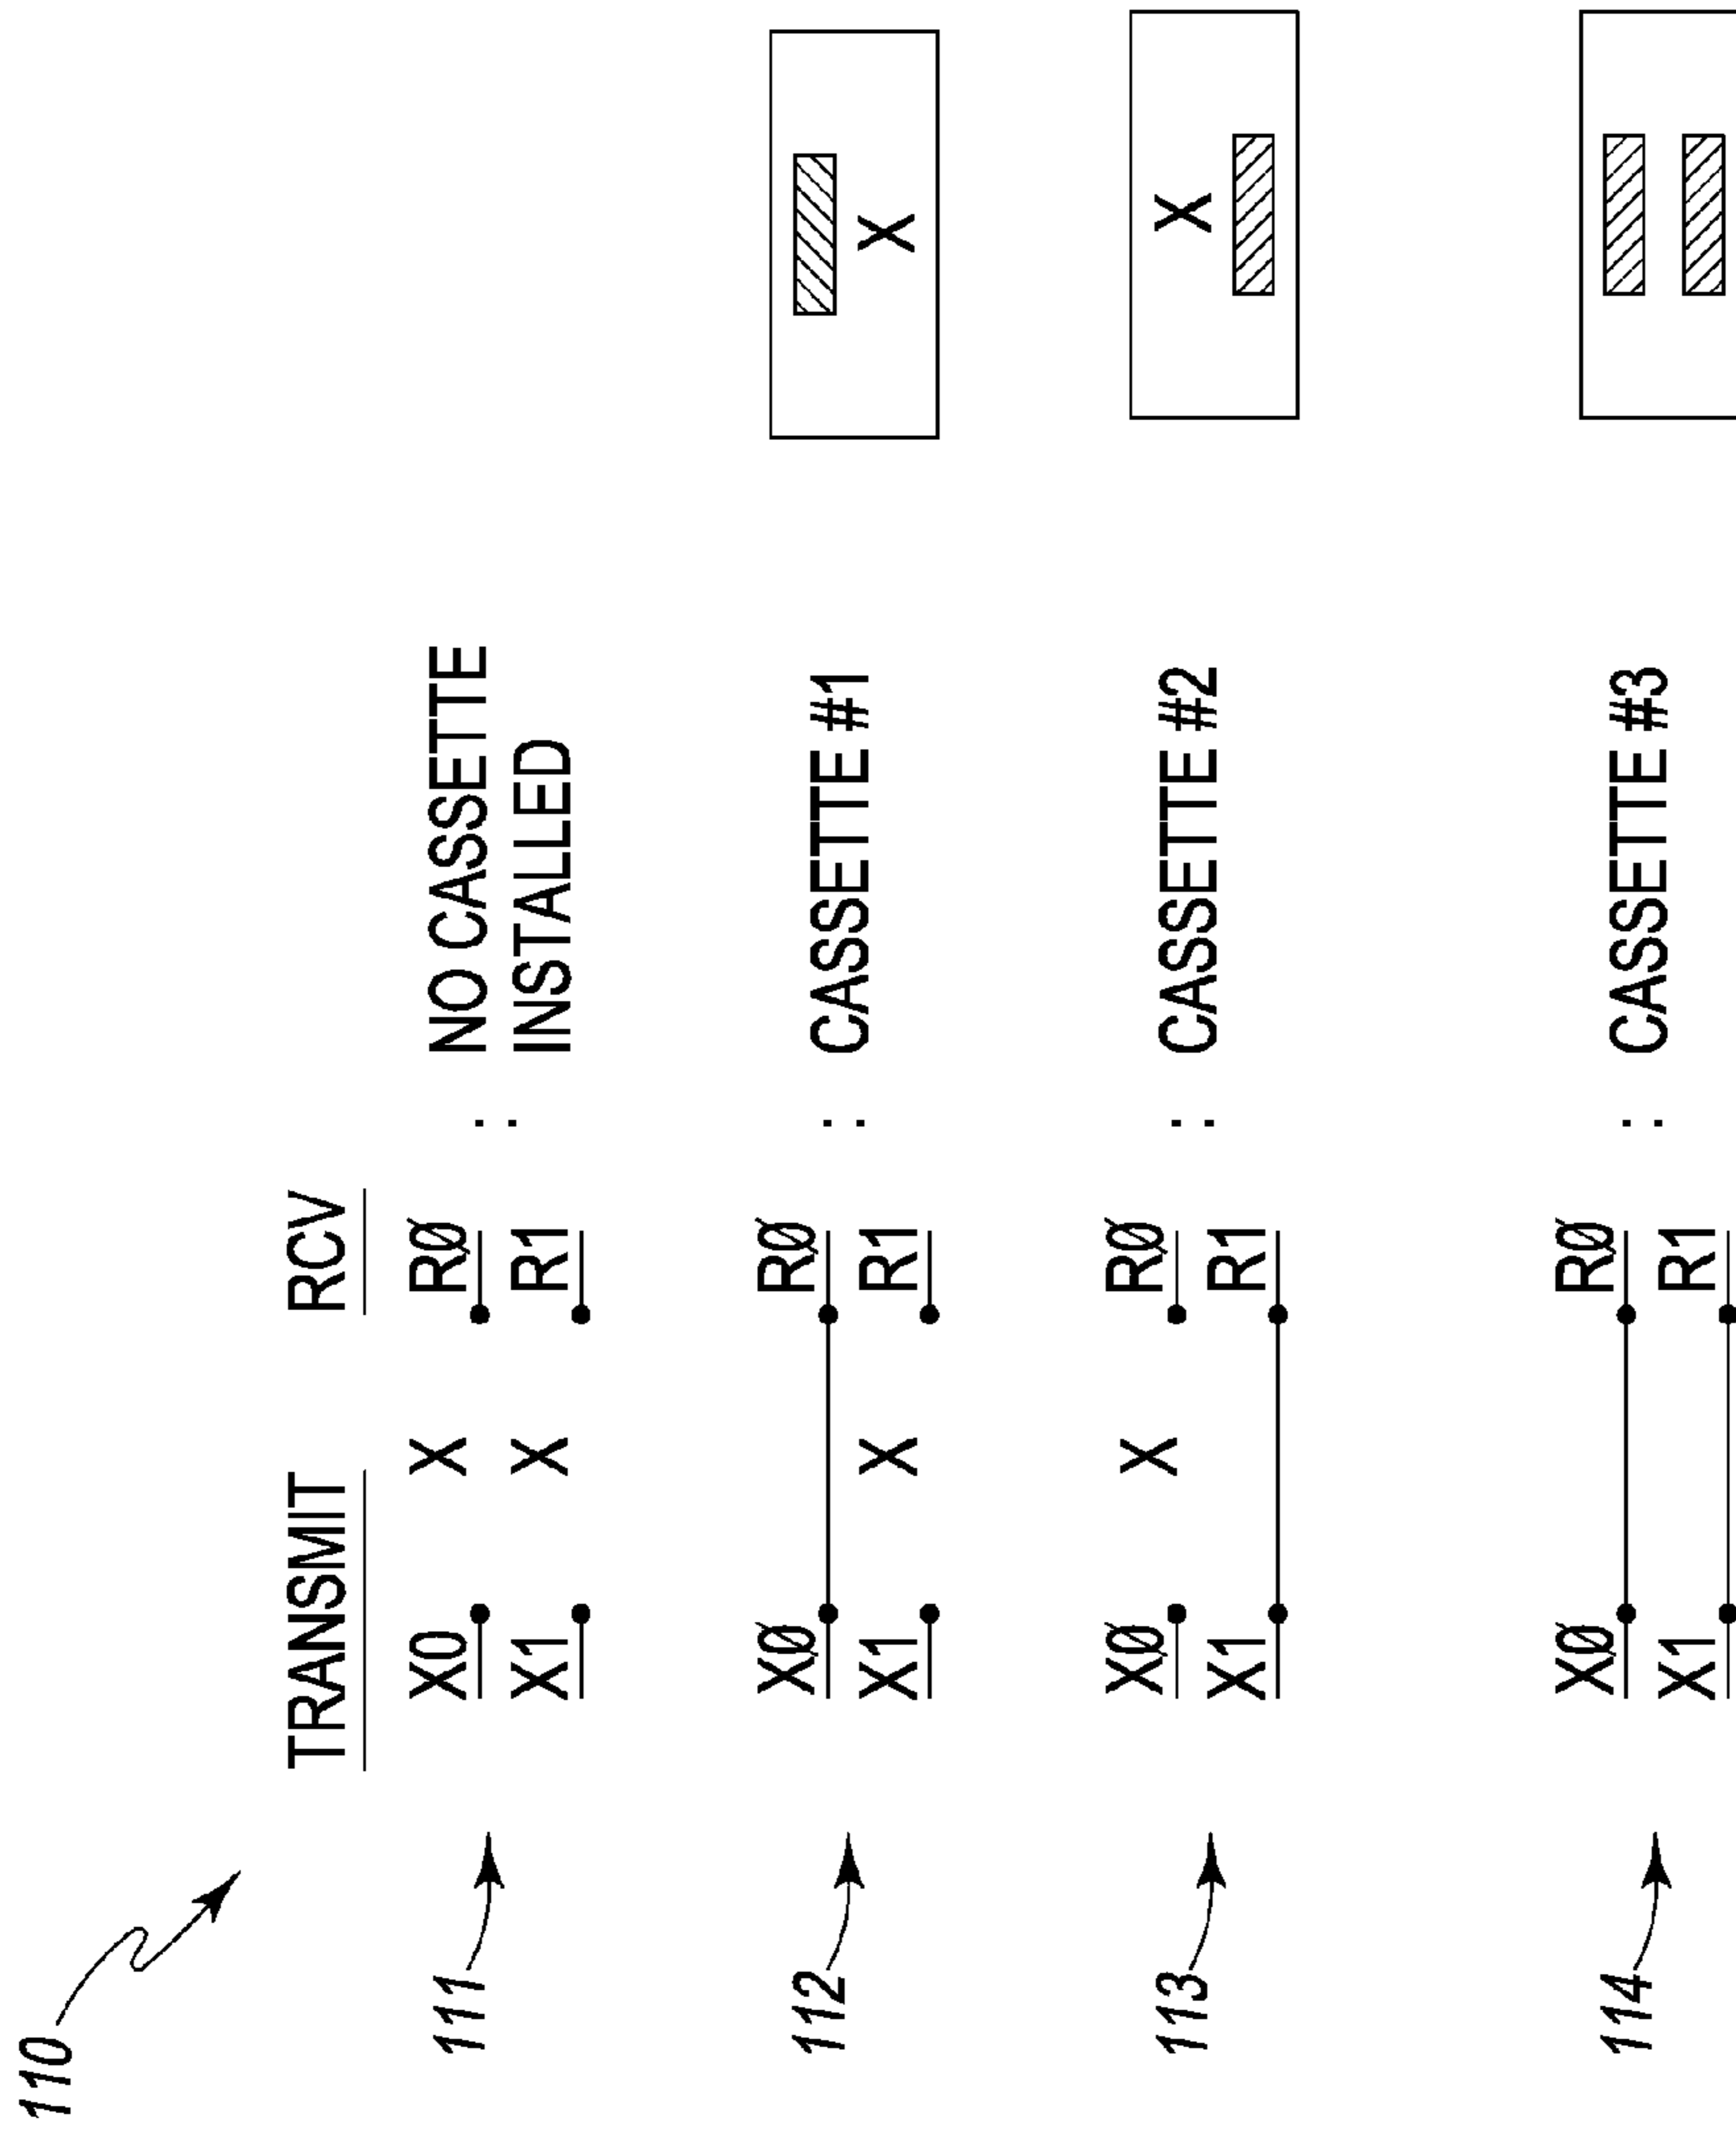 110
TRANSMIT RCV
111 X0 X RØ : NO CASSETTE
X1 X R1 INSTALLED
112 XØ RØ : CASSETTE #1 X
X1 X R1
113 XØ X RØ : CASSETTE #2 X
X1 R1
114 XØ RØ : CASSETTE #3
X1 R1